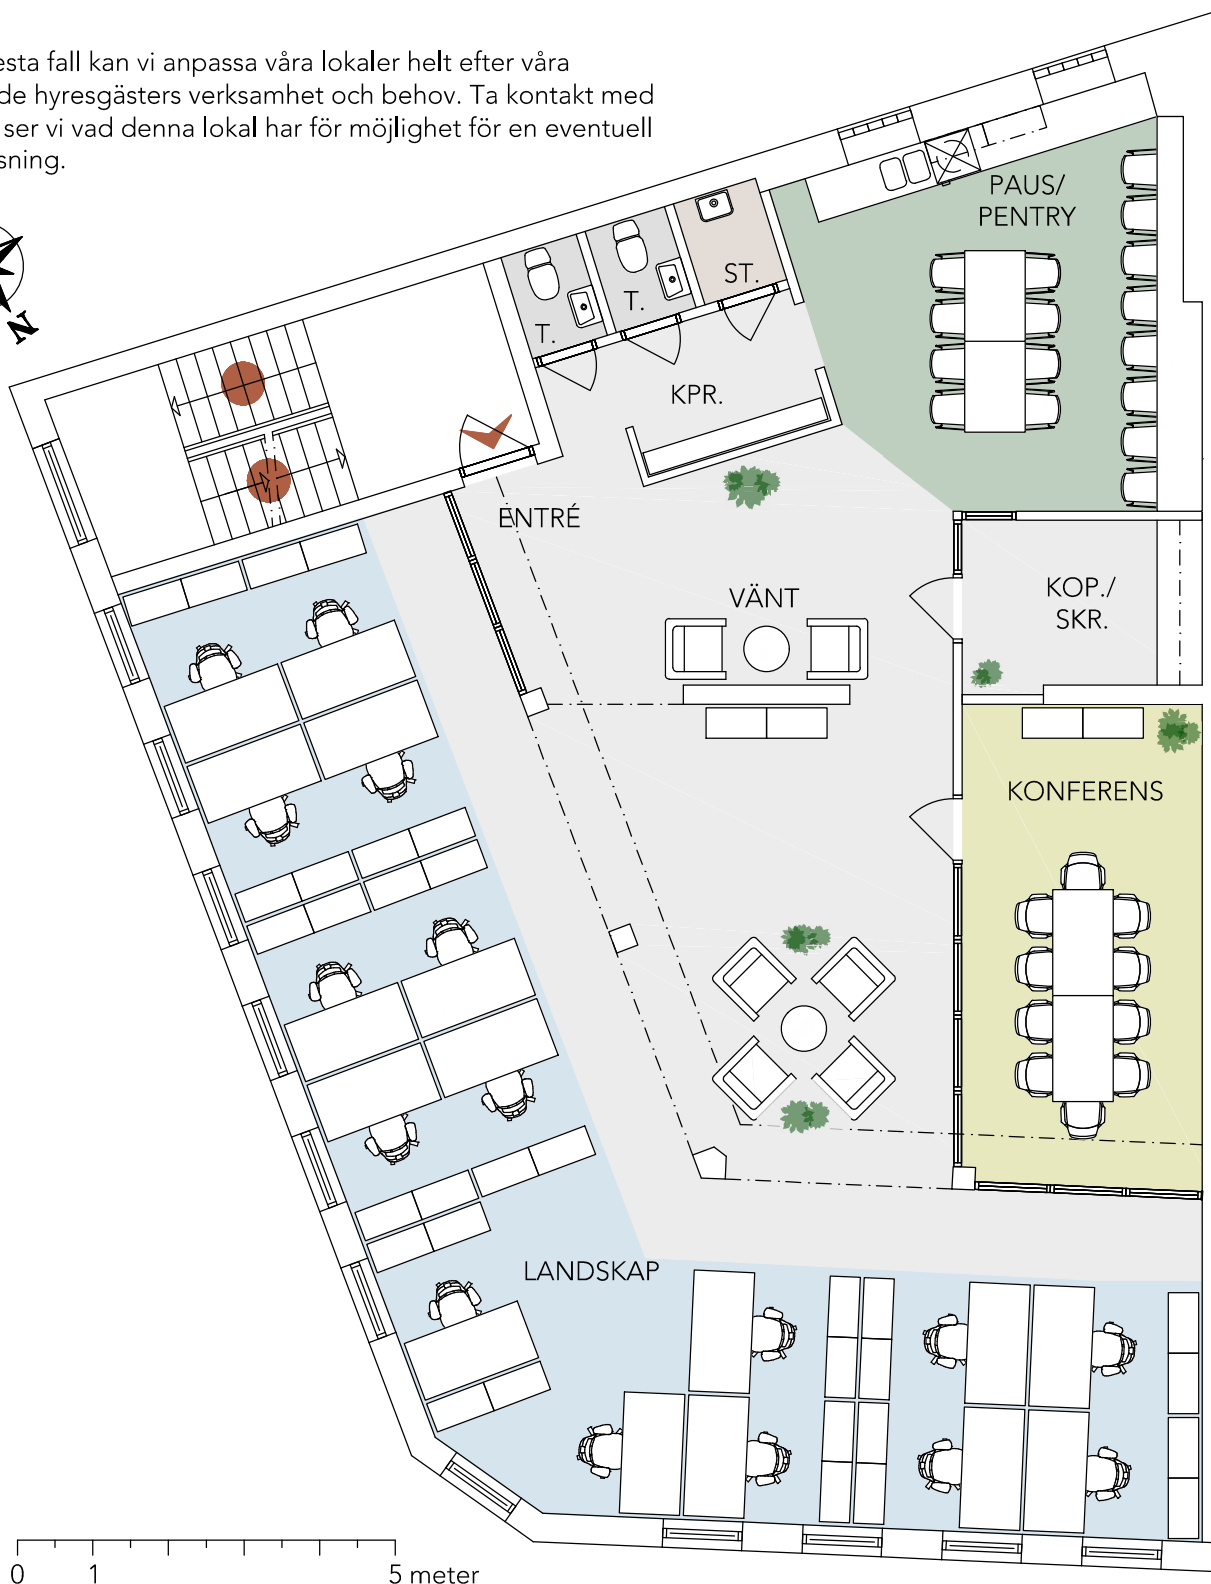 esta fall kan vi anpassa våra lokaler helt efter våra
de hyresgästers verksamhet och behov. Ta kontakt med
ser vi vad denna lokal har för möjlighet för en eventuell
sning.
N
PAUS/
PENTRY
ST.
T.
T.
KPR.
ENTRÉ
VÄNT
KOP./
SKR.
KONFERENS
LANDSKAP
0 1 5 meter